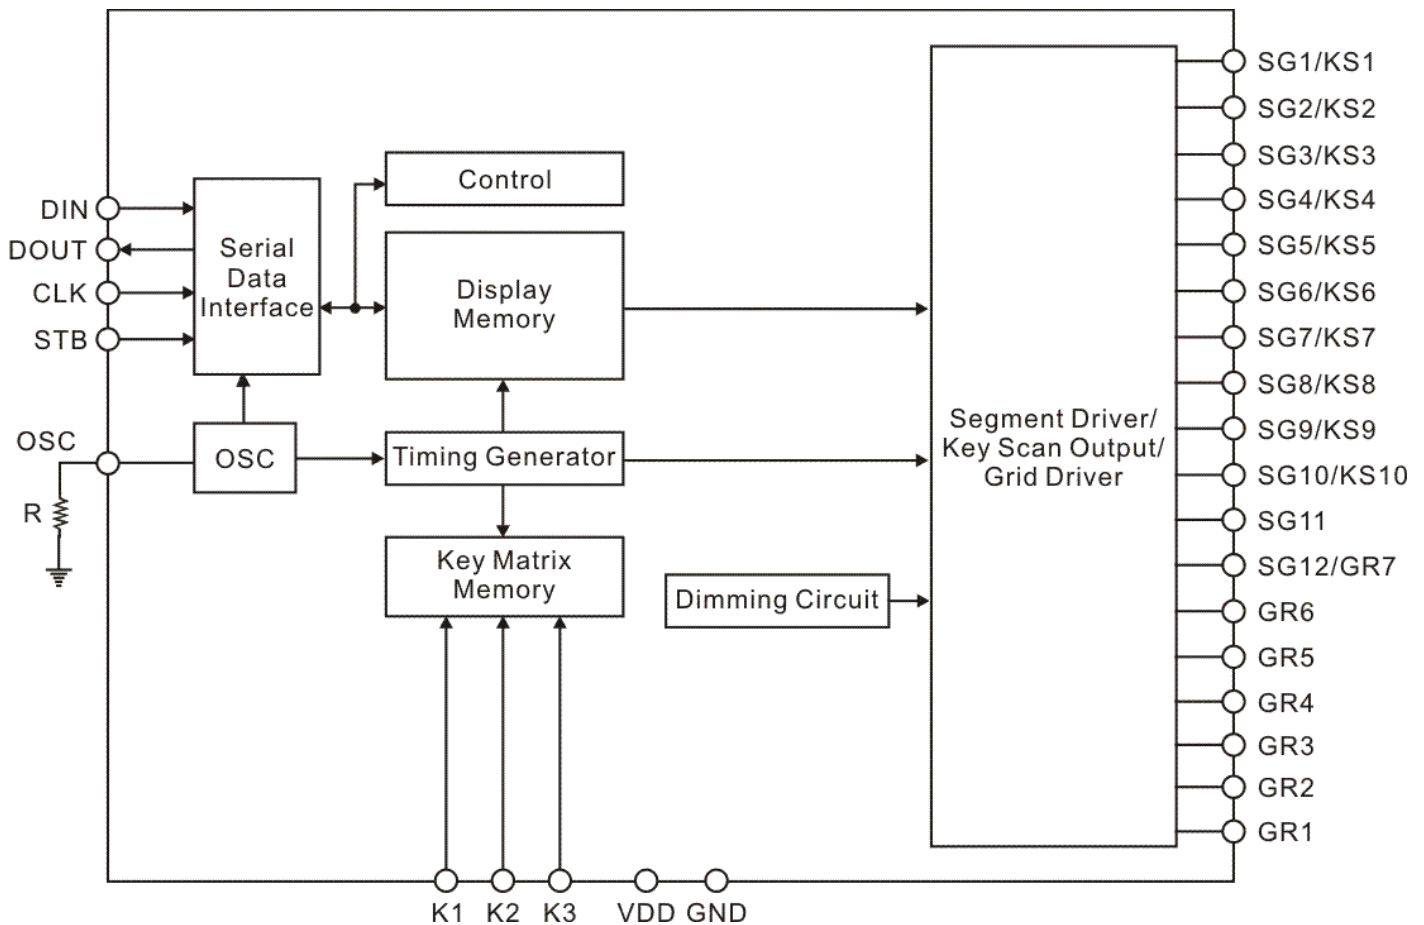 DIN
DOUT
CLK
STB
OSC
R
Serial
Data
Interface
OSC
Control
Display
Memory
Timing Generator
Key Matrix
Memory
Dimming Circuit
Segment Driver/
Key Scan Output/
Grid Driver
SG1/KS1
SG2/KS2
SG3/KS3
SG4/KS4
SG5/KS5
SG6/KS6
SG7/KS7
SG8/KS8
SG9/KS9
SG10/KS10
SG11
SG12/GR7
GR6
GR5
GR4
GR3
GR2
GR1
K1
K2
K3
VDD
GND